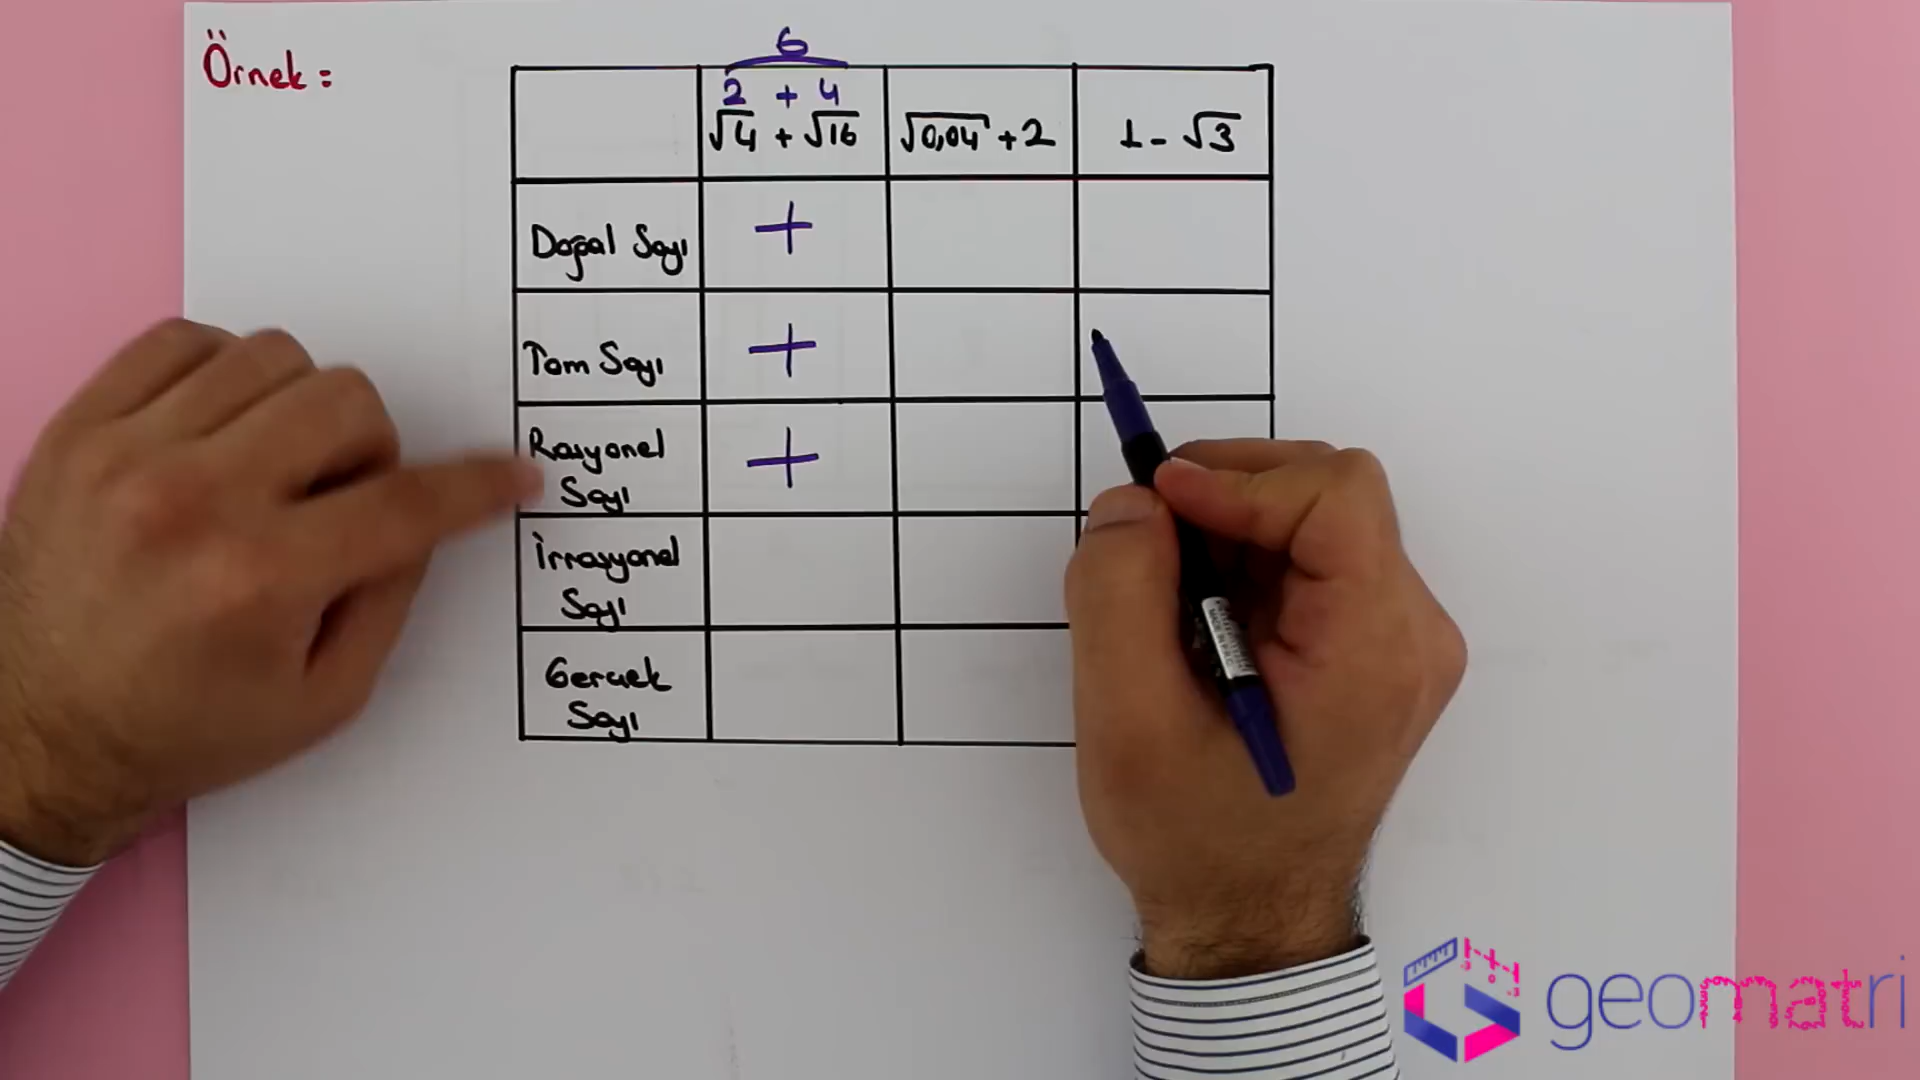 Örnek:
6
2 + 4
√4 + √16
√0,04 + 2
1 - √3
Doğal Sayı
+
Tam Sayı
+
Rasyonel
Sayı
+
İrrasyonel
Sayı
Gerçek
Sayı
geomatri